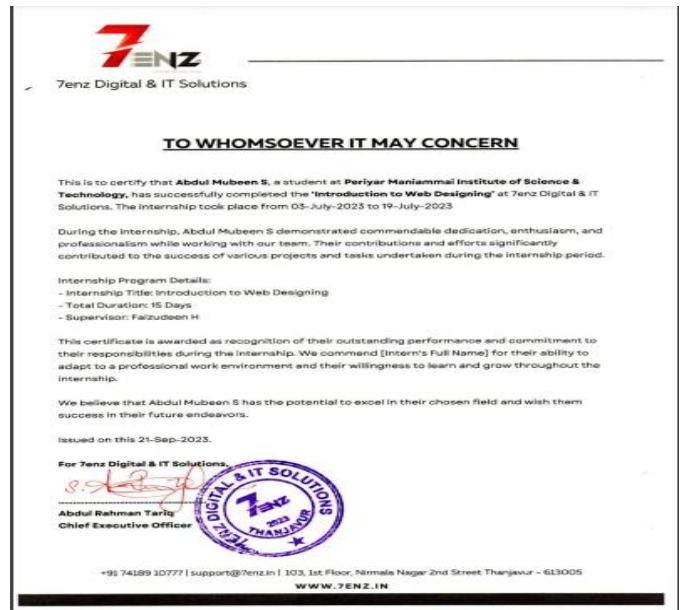 7ENZ
7enz Digital & IT Solutions
TO WHOMSOEVER IT MAY CONCERN
This is to certify that Abdul Mubeen S, a student at Periyar Maniammai Institute of Science &
Technology, has successfully completed the 'Introduction to Web Designing' at 7enz Digital & IT
Solutions. The internship took place from 03-July-2023 to 19-July-2023
During the internship, Abdul Mubeen S demonstrated commendable dedication, enthusiasm, and
professionalism while working with our team. Their contributions and efforts significantly
contributed to the success of various projects and tasks undertaken during the internship period.
Internship Program Details:
- Internship Title: Introduction to Web Designing
- Total Duration: 15 Days
- Supervisor: Faizudeen H
This certificate is awarded as recognition of their outstanding performance and commitment to
their responsibilities during the internship. We commend [Intern's Full Name] for their ability to
adapt to a professional work environment and their willingness to learn and grow throughout the
internship.
We believe that Abdul Mubeen S has the potential to excel in their chosen field and wish them
success in their future endeavors.
Issued on this 21-Sep-2023.
For 7enz Digital & IT Solutions,
Abdul Rahman Tariq
Chief Executive Officer
7ENZ DIGITAL & IT SOLUTIONS
7ENZ
2023
THANJAVUR
+91 74189 10777 | support@7enz.in | 103, 1st Floor, Nirmala Nagar 2nd Street Thanjavur - 613005
WWW.7ENZ.IN